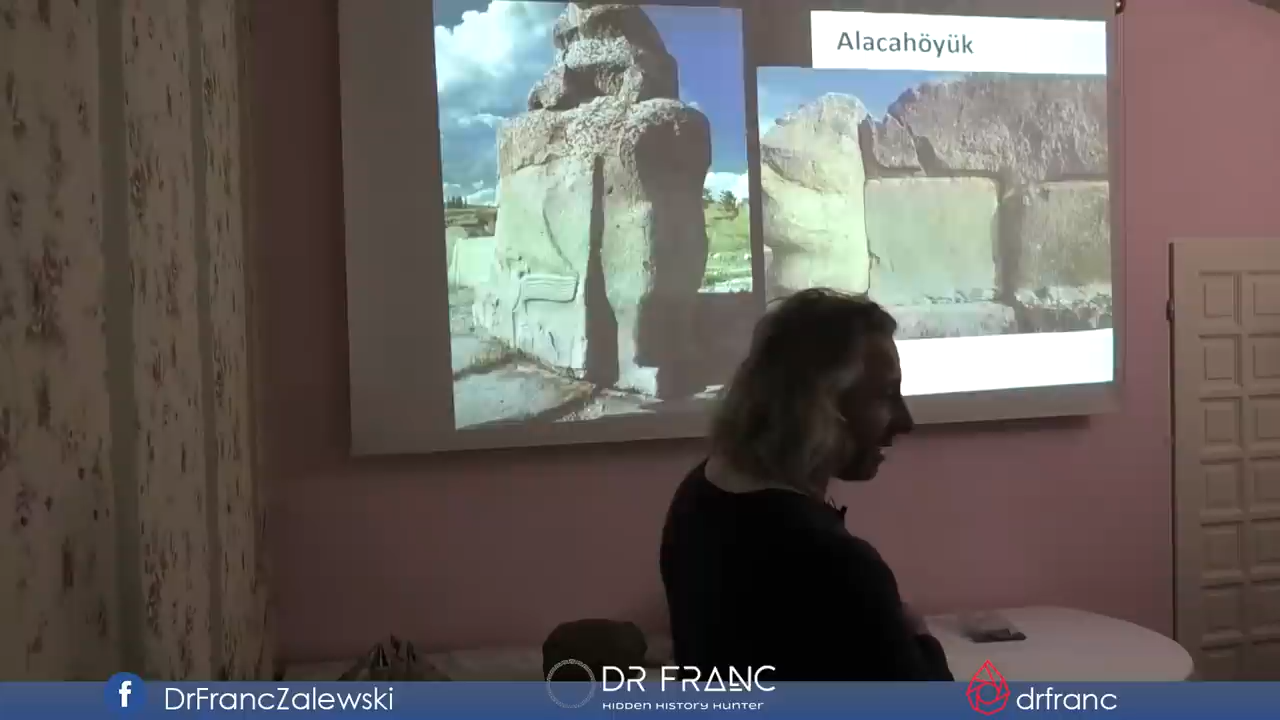 Alacahöyük
DR FRANC
HIDDEN HISTORY HUNTER
f DrFrancZalewski
drfranc